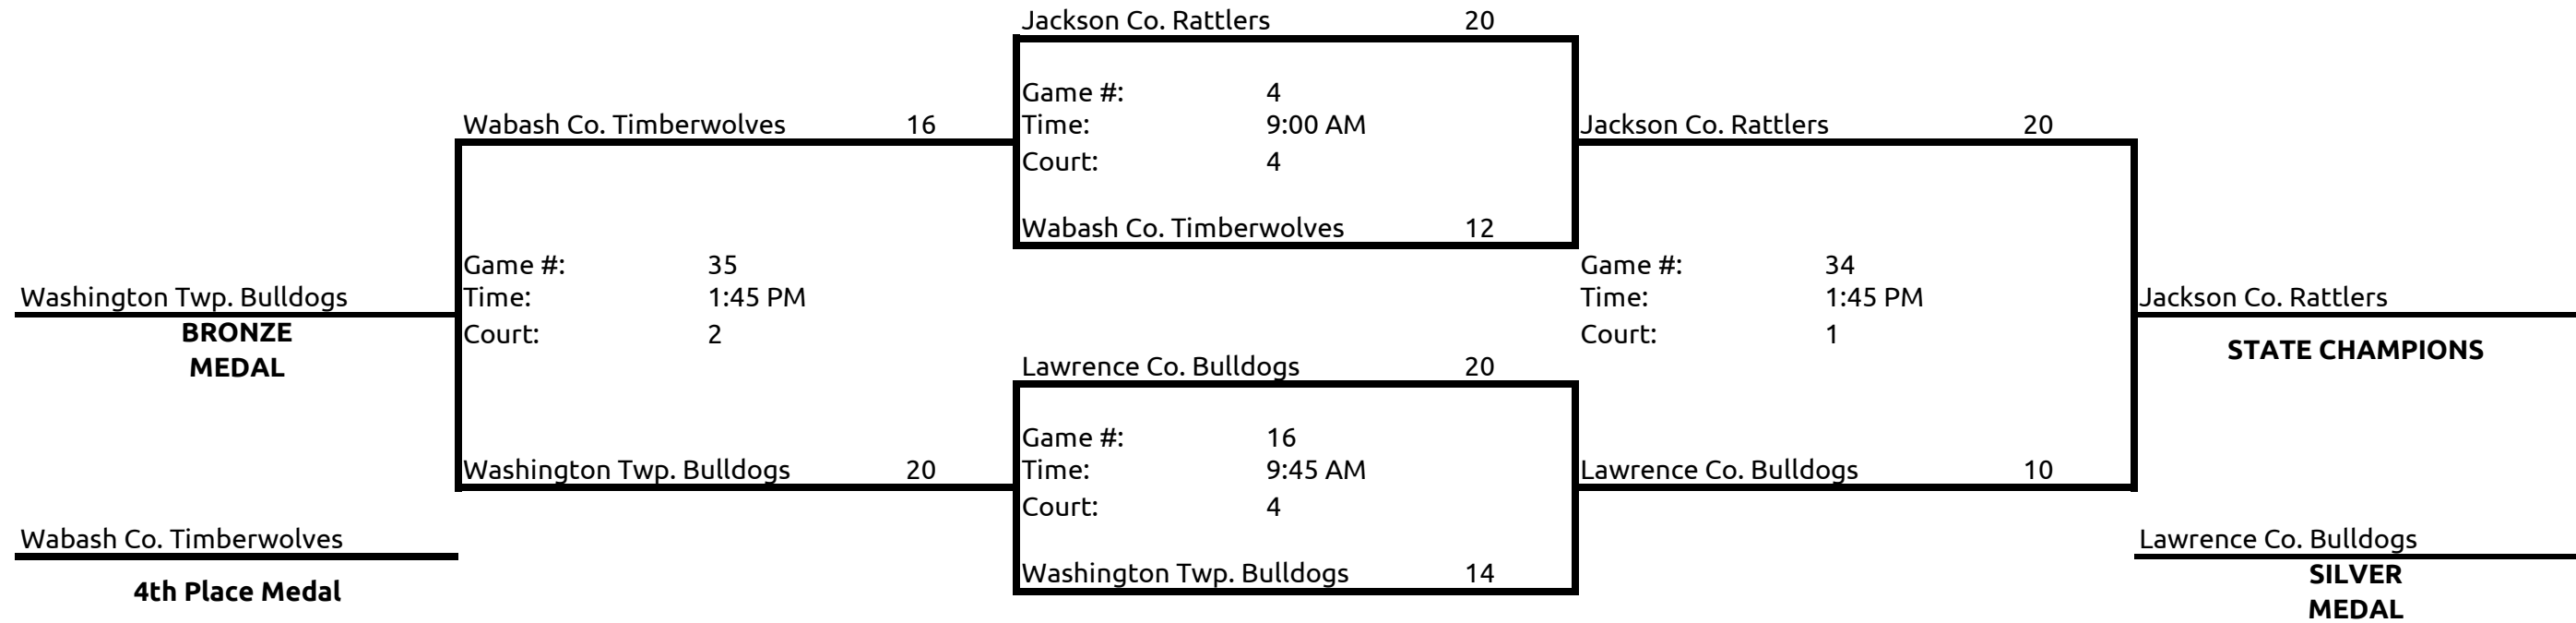 Jackson Co. Rattlers 20
Game #: 4
Wabash Co. Timberwolves 16 Time: 9:00 AM Jackson Co. Rattlers 20
Court: 4
Wabash Co. Timberwolves 12
Game #: 35 Game #: 34
Washington Twp. Bulldogs Time: 1:45 PM Time: 1:45 PM Jackson Co. Rattlers
BRONZE Court: 2 Court: 1
STATE CHAMPIONS
MEDAL Lawrence Co. Bulldogs 20
Game #: 16
Washington Twp. Bulldogs 20 Time: 9:45 AM Lawrence Co. Bulldogs 10
Court: 4
Wabash Co. Timberwolves Lawrence Co. Bulldogs
Washington Twp. Bulldogs 14 SILVER
4th Place Medal
MEDAL